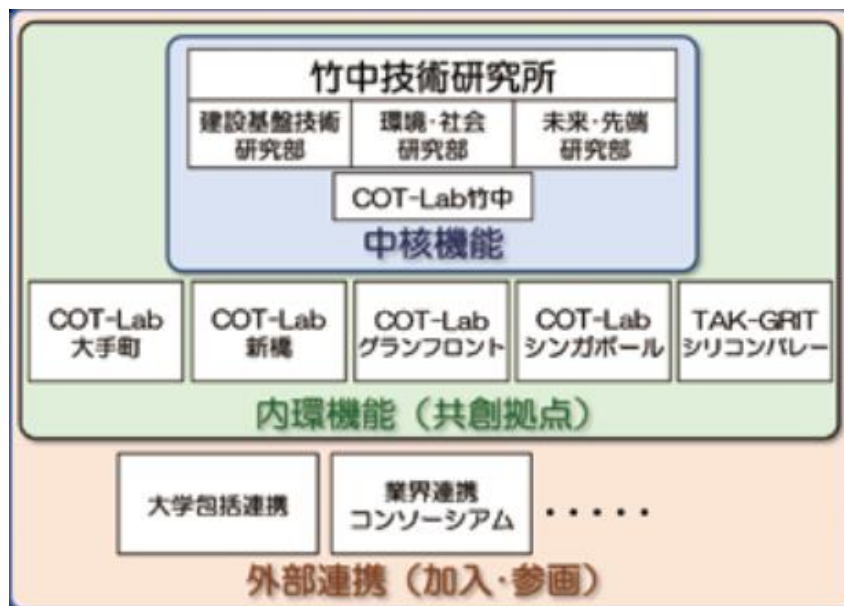 竹中技術研究所
建設基盤技術
研究部
環境・社会
研究部
未来・先端
研究部
COT-Lab竹中
中核機能
COT-Lab
大手町
COT-Lab
新橋
COT-Lab
グランフロント
COT-Lab
シンガポール
TAK-GRIT
シリコンバレー
内環機能（共創拠点）
大学包括連携
業界連携
コンソーシアム
・・・・・
外部連携（加入・参画）